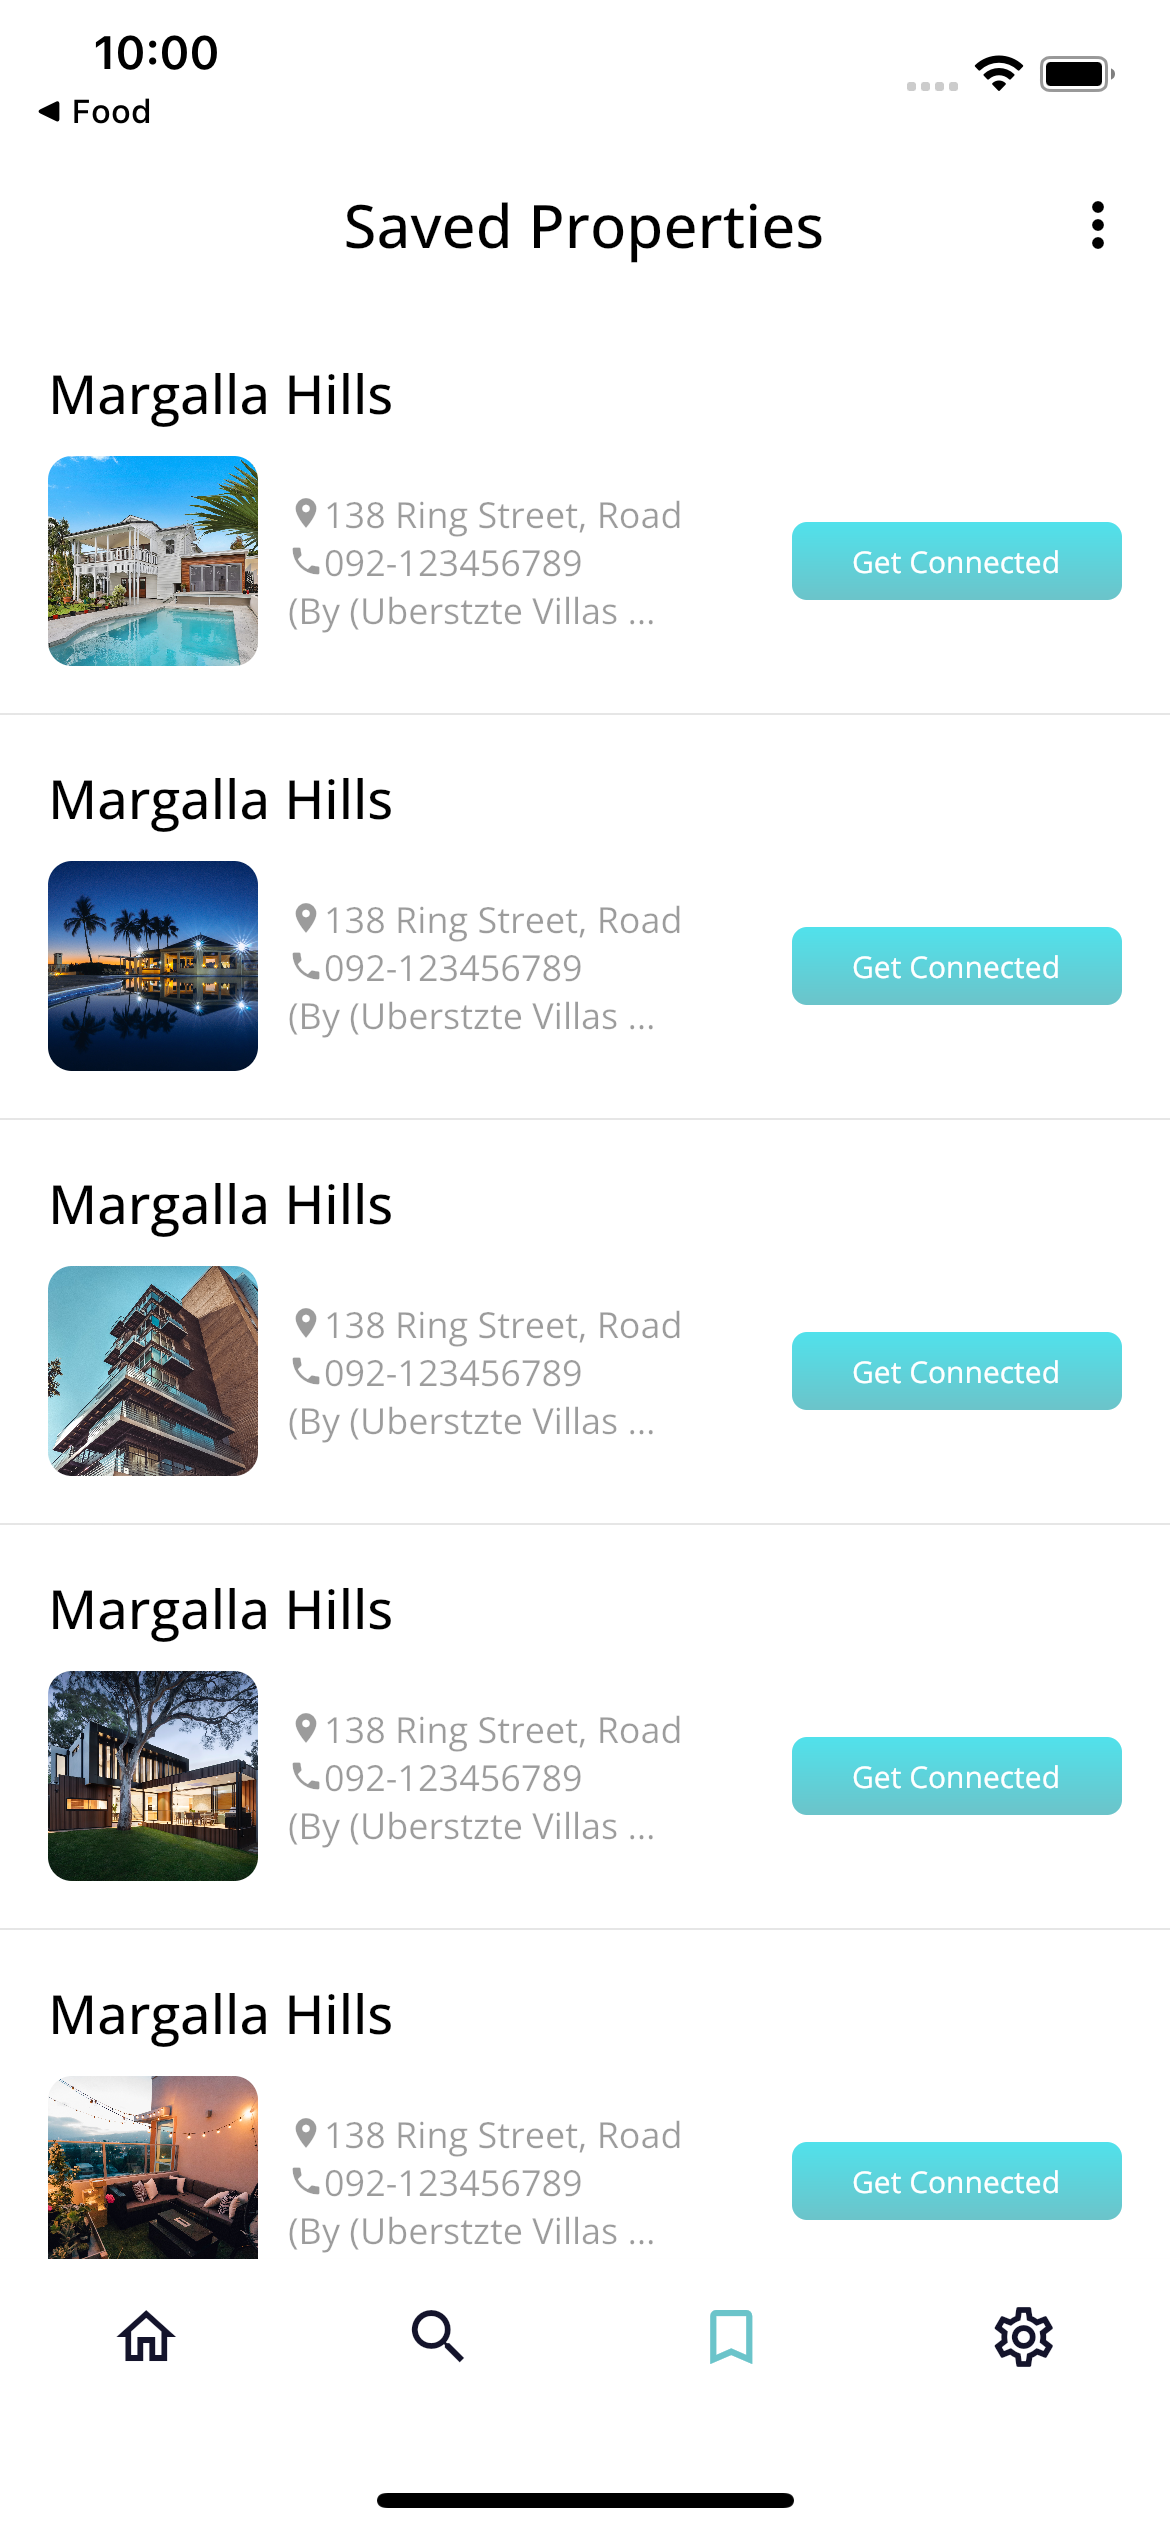 10:00
Food
Saved Properties
Margalla Hills
138 Ring Street, Road
092-123456789
(By (Uberstzte Villas ...
Get Connected
Margalla Hills
138 Ring Street, Road
092-123456789
(By (Uberstzte Villas ...
Get Connected
Margalla Hills
138 Ring Street, Road
092-123456789
(By (Uberstzte Villas ...
Get Connected
Margalla Hills
138 Ring Street, Road
092-123456789
(By (Uberstzte Villas ...
Get Connected
Margalla Hills
138 Ring Street, Road
092-123456789
(By (Uberstzte Villas ...
Get Connected